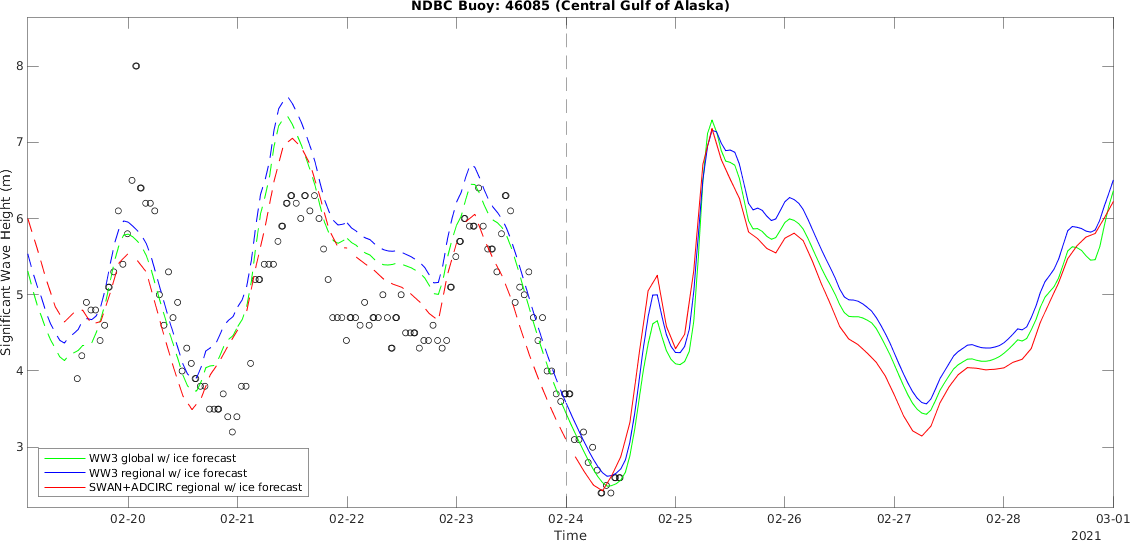 NDBC Buoy: 46085 (Central Gulf of Alaska)
Significant Wave Height (m)
8
7
6
5
4
3
WW3 global w/ ice forecast
WW3 regional w/ ice forecast
SWAN+ADCIRC regional w/ ice forecast
02-20 02-21 02-22 02-23 02-24 02-25 02-26 02-27 02-28 03-01
Time
2021